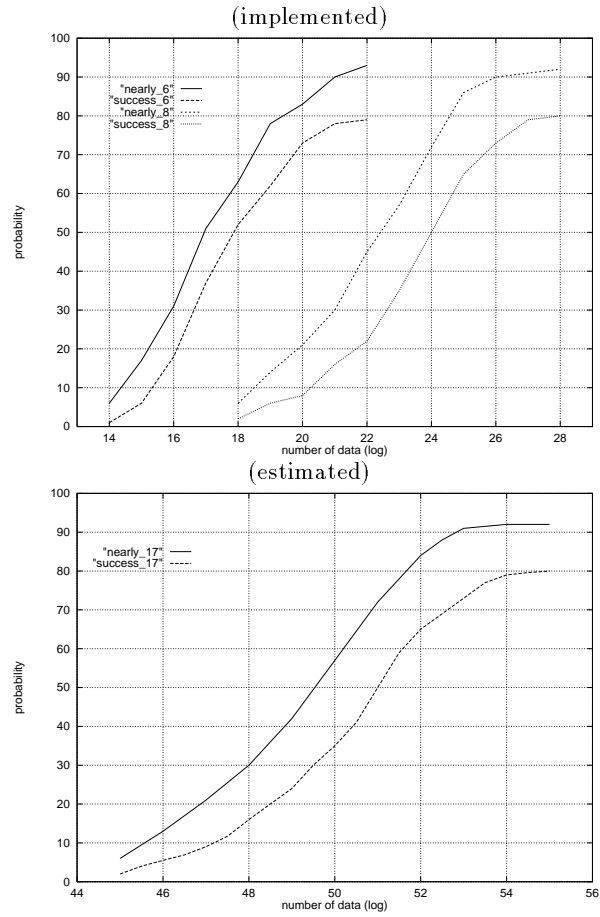 (implemented)
100
90
80
70
60
50
40
30
20
10
0
probability
"nearly_6"
"success_6"
"nearly_8"
"success_8"
14 16 18 20 22 24 26 28
number of data (log)
(estimated)
100
90
80
70
60
50
40
30
20
10
0
probability
"nearly_17"
"success_17"
44 46 48 50 52 54 56
number of data (log)